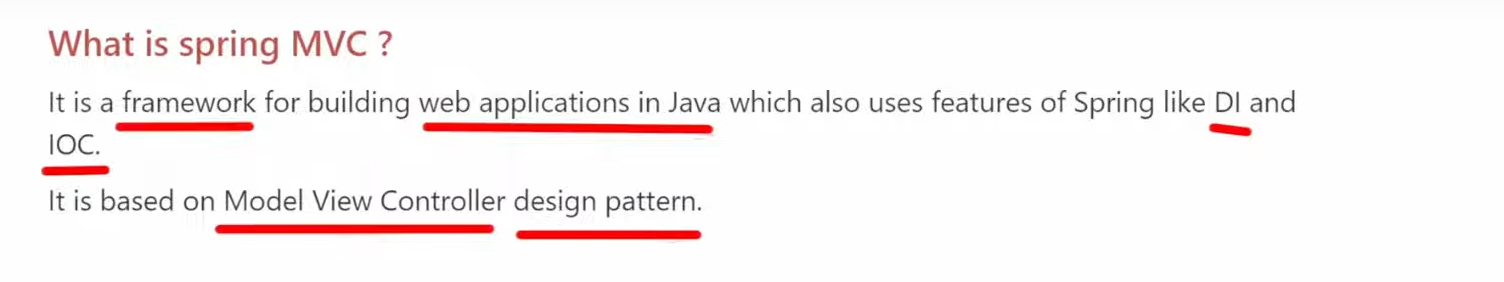 What is spring MVC ?
It is a framework for building web applications in Java which also uses features of Spring like DI and
IOC.
It is based on Model View Controller design pattern.